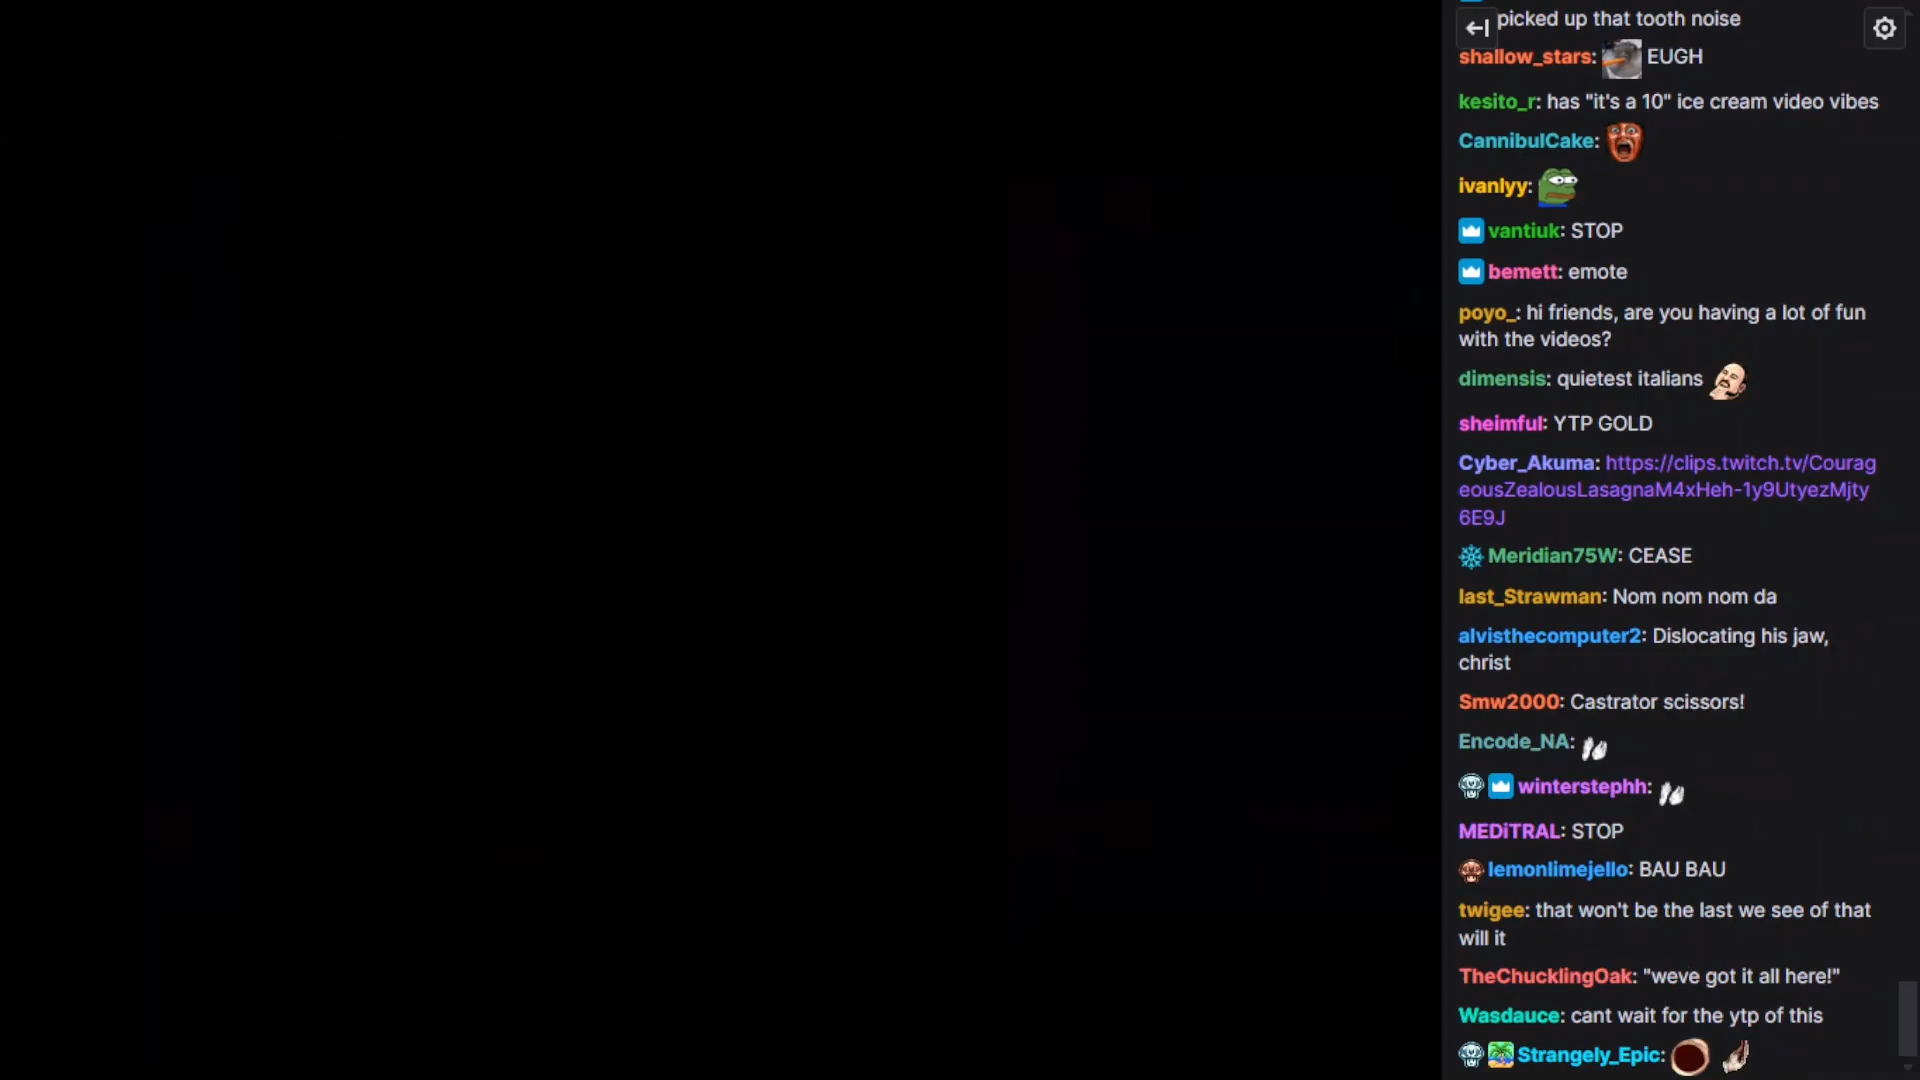 picked up that tooth noise
shallow_stars: EUGH
kesito_r: has "it's a 10" ice cream video vibes
CannibulCake:
ivanlyy:
vantiuk: STOP
bemett: emote
poyo_: hi friends, are you having a lot of fun
with the videos?
dimensis: quietest italians
sheimful: YTP GOLD
Cyber_Akuma: https://clips.twitch.tv/Courag
eousZealousLasagnaM4xHeh-1y9UtyezMjty
6E9J
Meridian75W: CEASE
last_Strawman: Nom nom nom da
alvisthecomputer2: Dislocating his jaw,
christ
Smw2000: Castrator scissors!
Encode_NA:
winterstephh:
MEDiTRAL: STOP
lemonlimejello: BAU BAU
twigee: that won't be the last we see of that
will it
TheChucklingOak: "weve got it all here!"
Wasdauce: cant wait for the ytp of this
Strangely_Epic: